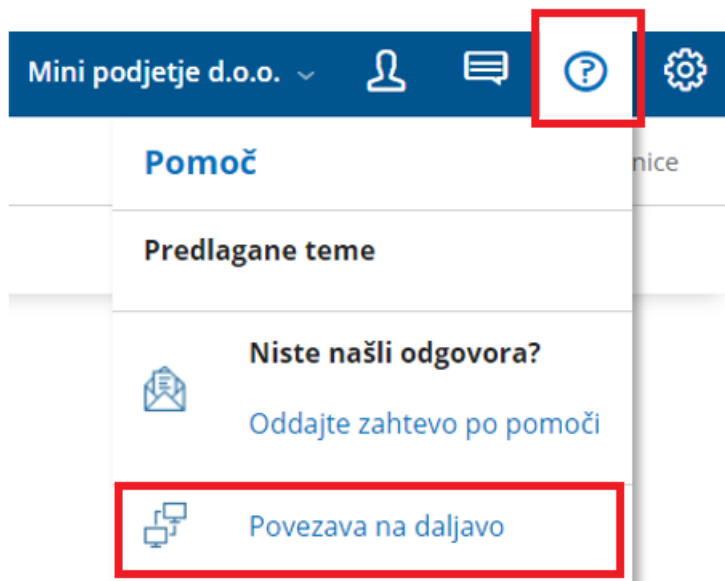 Mini podjetje d.o.o.
Pomoč
nice
Predlagane teme
Niste našli odgovora?
Oddajte zahtevo po pomoči
Povezava na daljavo